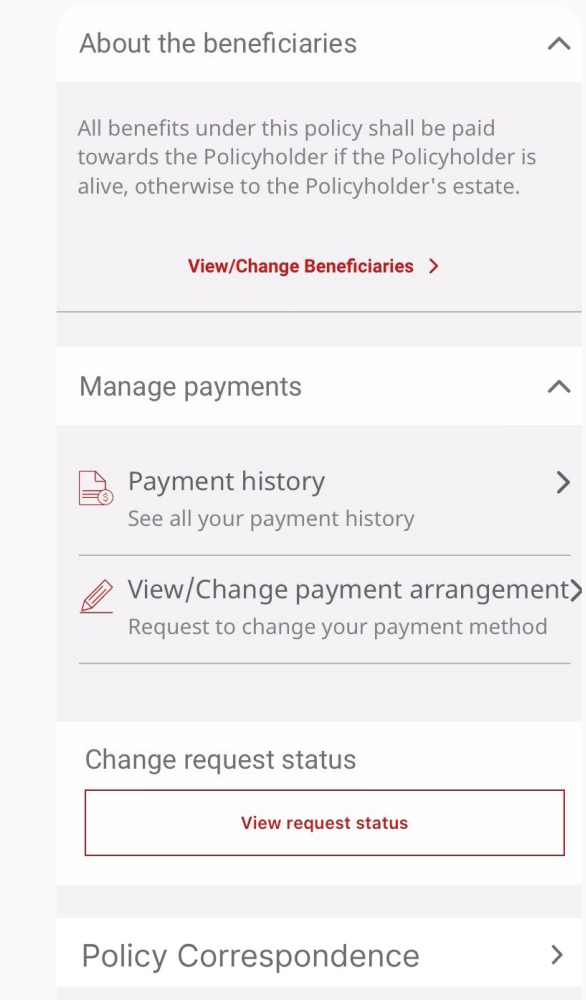 About the beneficiaries
All benefits under this policy shall be paid
towards the Policyholder if the Policyholder is
alive, otherwise to the Policyholder's estate.
View/Change Beneficiaries
Manage payments
Payment history
See all your payment history
View/Change payment arrangement
Request to change your payment method
Change request status
View request status
Policy Correspondence